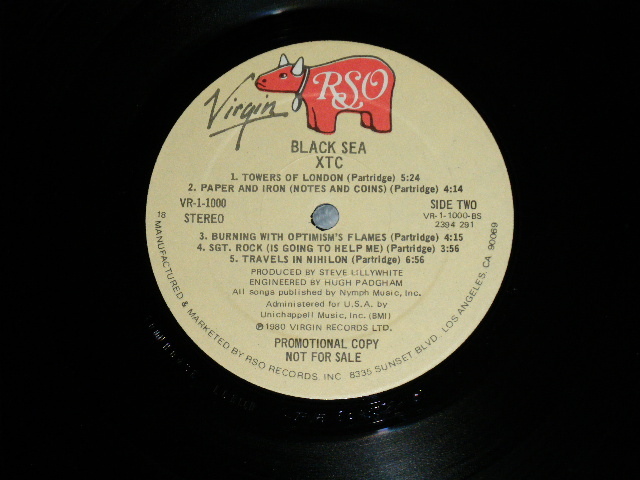 Virgin
RSO
BLACK SEA
XTC
1. TOWERS OF LONDON (Partridge) 5:24
2. PAPER AND IRON (NOTES AND COINS) (Partridge) 4:14
VR-1-1000
STEREO
SIDE TWO
VR-1-1000-BS
2394 291
3. BURNING WITH OPTIMISM'S FLAMES (Partridge) 4:15
4. SGT. ROCK (IS GOING TO HELP ME) (Partridge) 3:56
5. TRAVELS IN NIHILON (Partridge) 6:56
PRODUCED BY STEVE LILLYWHITE
ENGINEERED BY HUGH PADGHAM
All songs published by Nymph Music, Inc.
Administered for U.S.A. by
Unichappell Music, Inc. (BMI)
℗1980 VIRGIN RECORDS LTD.
PROMOTIONAL COPY
NOT FOR SALE
18
MANUFACTURED & MARKETED BY RSO RECORDS, INC. 8335 SUNSET BLVD. LOS ANGELES, CA 90069